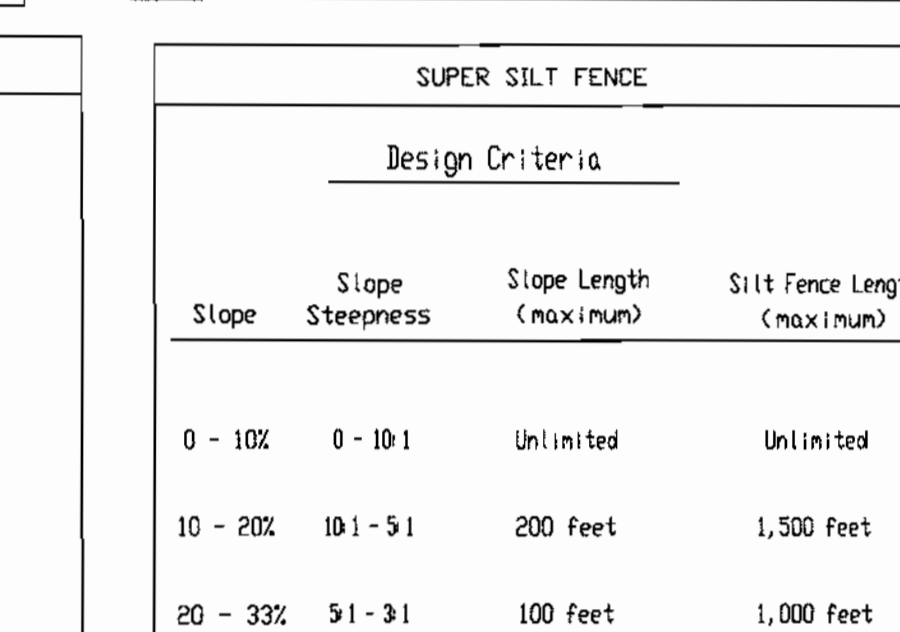 SUPER SILT FENCE
Design Criteria
Slope Slope Steepness Slope Length (maximum) Silt Fence Leng (maximum)
0 - 10% 0 - 10:1 Unlimited Unlimited
10 - 20% 10:1 - 5:1 200 feet 1,500 feet
20 - 33% 5:1 - 3:1 100 feet 1,000 feet